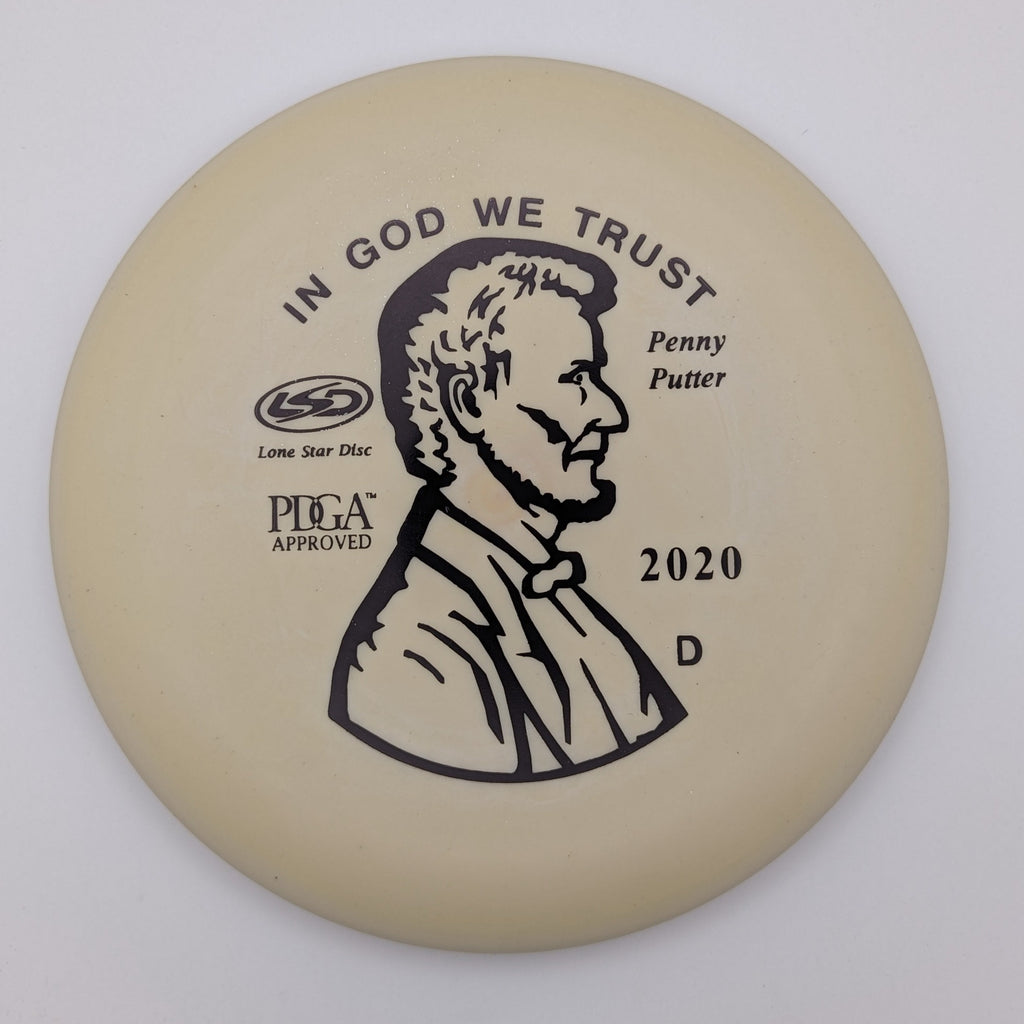 IN GOD WE TRUST
Penny
Putter
LSD
Lone Star Disc
PDGA™
APPROVED
2020
D